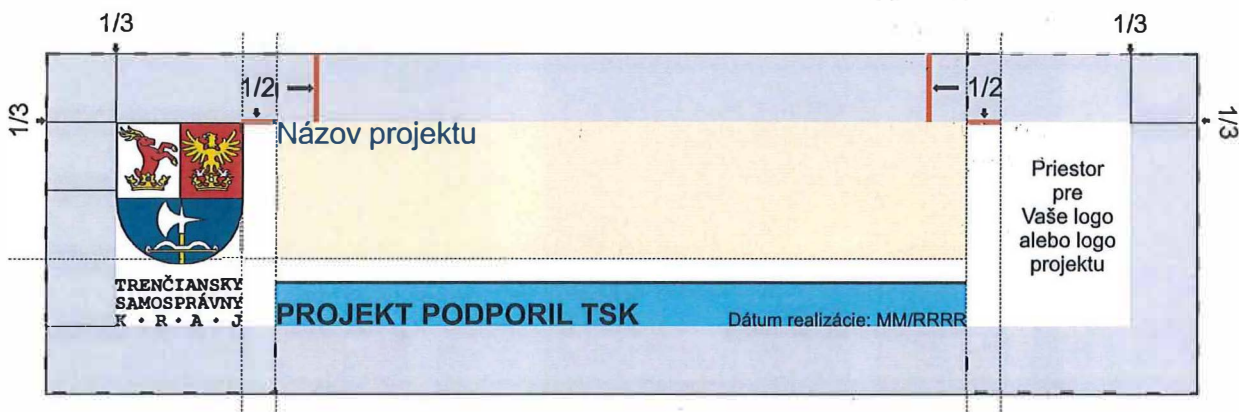 1/3
1/3
1/2
1/2
1/3
1/3
Názov projektu
Priestor
pre
Vaše logo
alebo logo
projektu
TRENČIANSKY
SAMOSPRÁVNY
K · R · A · J
PROJEKT PODPORIL TSK
Dátum realizácie: MM/RRRR